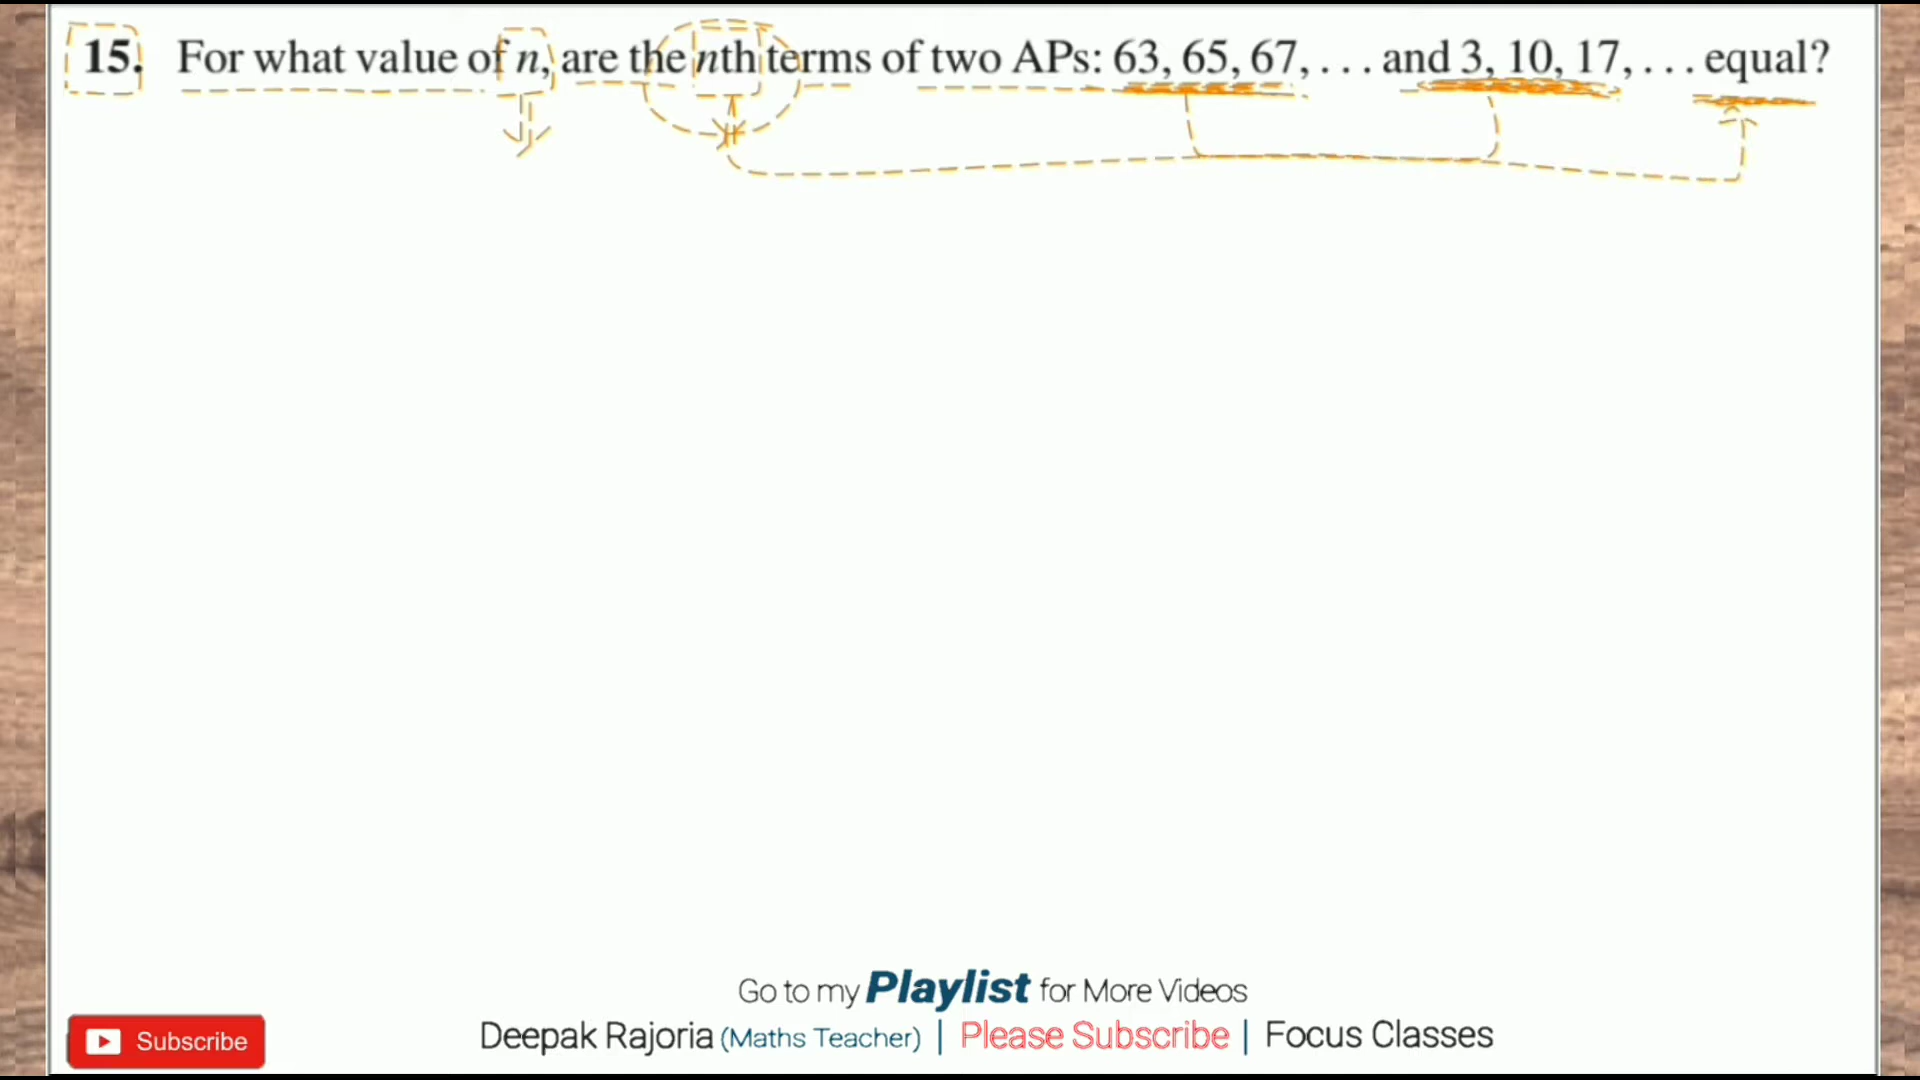 15. For what value of n, are the nth terms of two APs: 63, 65, 67, . . . and 3, 10, 17, . . . equal?
Go to my Playlist for More Videos
Subscribe
Deepak Rajoria (Maths Teacher) | Please Subscribe | Focus Classes